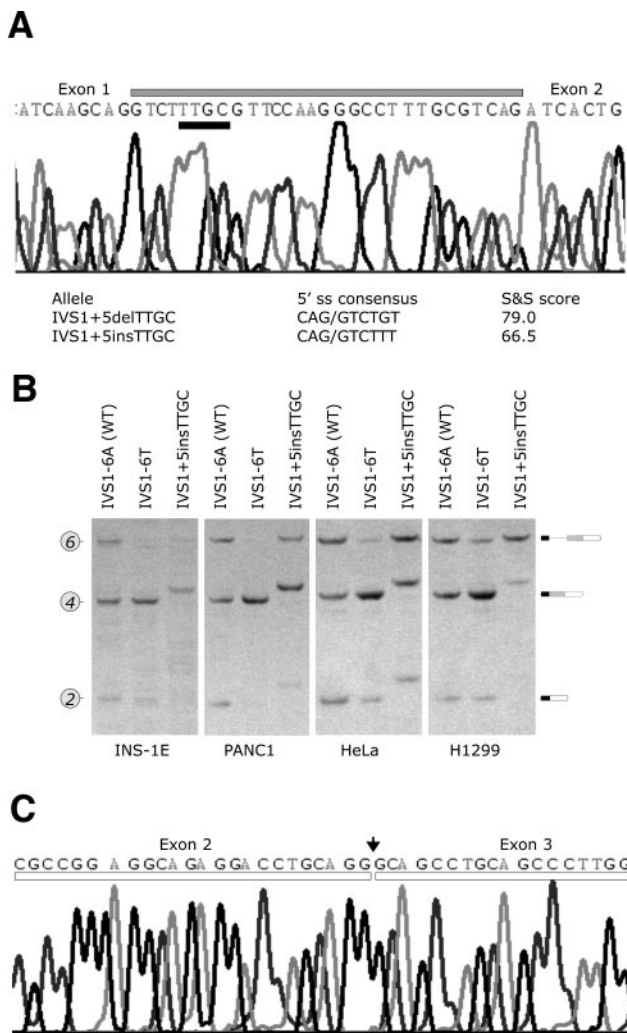 A
Exon 1 Exon 2
CATCAAGCAGGTCTTTGCGTTCCAAGGGCCTTTGCGTCAGATCACTG
Allele 5′ ss consensus S&S score
IVS1+5delTTGC CAG/GTCTGT 79.0
IVS1+5insTTGC CAG/GTCTTT 66.5
B
IVS1-6A (WT) IVS1-6T IVS1+5insTTGC IVS1-6A (WT) IVS1-6T IVS1+5insTTGC IVS1-6A (WT) IVS1-6T IVS1+5insTTGC IVS1-6A (WT) IVS1-6T IVS1+5insTTGC
6
4
2
INS-1E PANC1 HeLa H1299
C
Exon 2 Exon 3
CGCCGGAGGCAGAGGACCTGCAGGGCAGCCTGCAGCCCTTGG